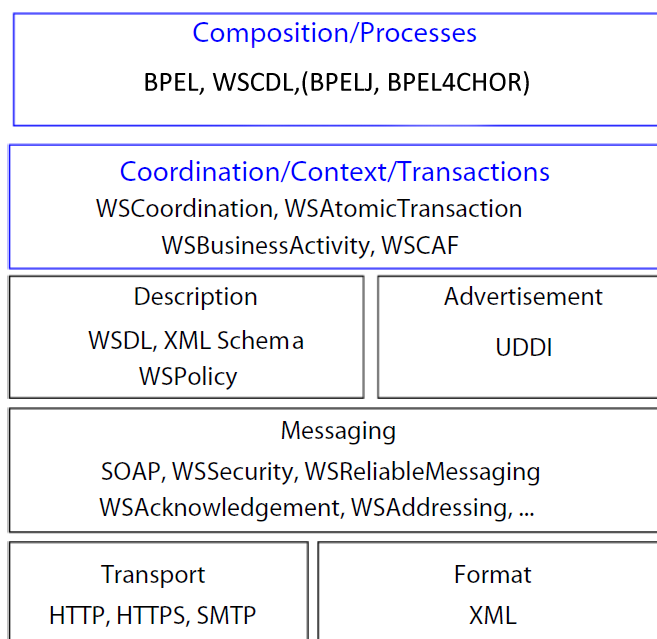 Composition/Processes
BPEL, WSCDL,(BPELJ, BPEL4CHOR)
Coordination/Context/Transactions
WSCoordination, WSAtomicTransaction
WSBusinessActivity, WSCAF
Description
WSDL, XML Schema
WSPolicy
Advertisement
UDDI
Messaging
SOAP, WSSecurity, WSReliableMessaging
WSAcknowledgement, WSAddressing, ...
Transport
HTTP, HTTPS, SMTP
Format
XML